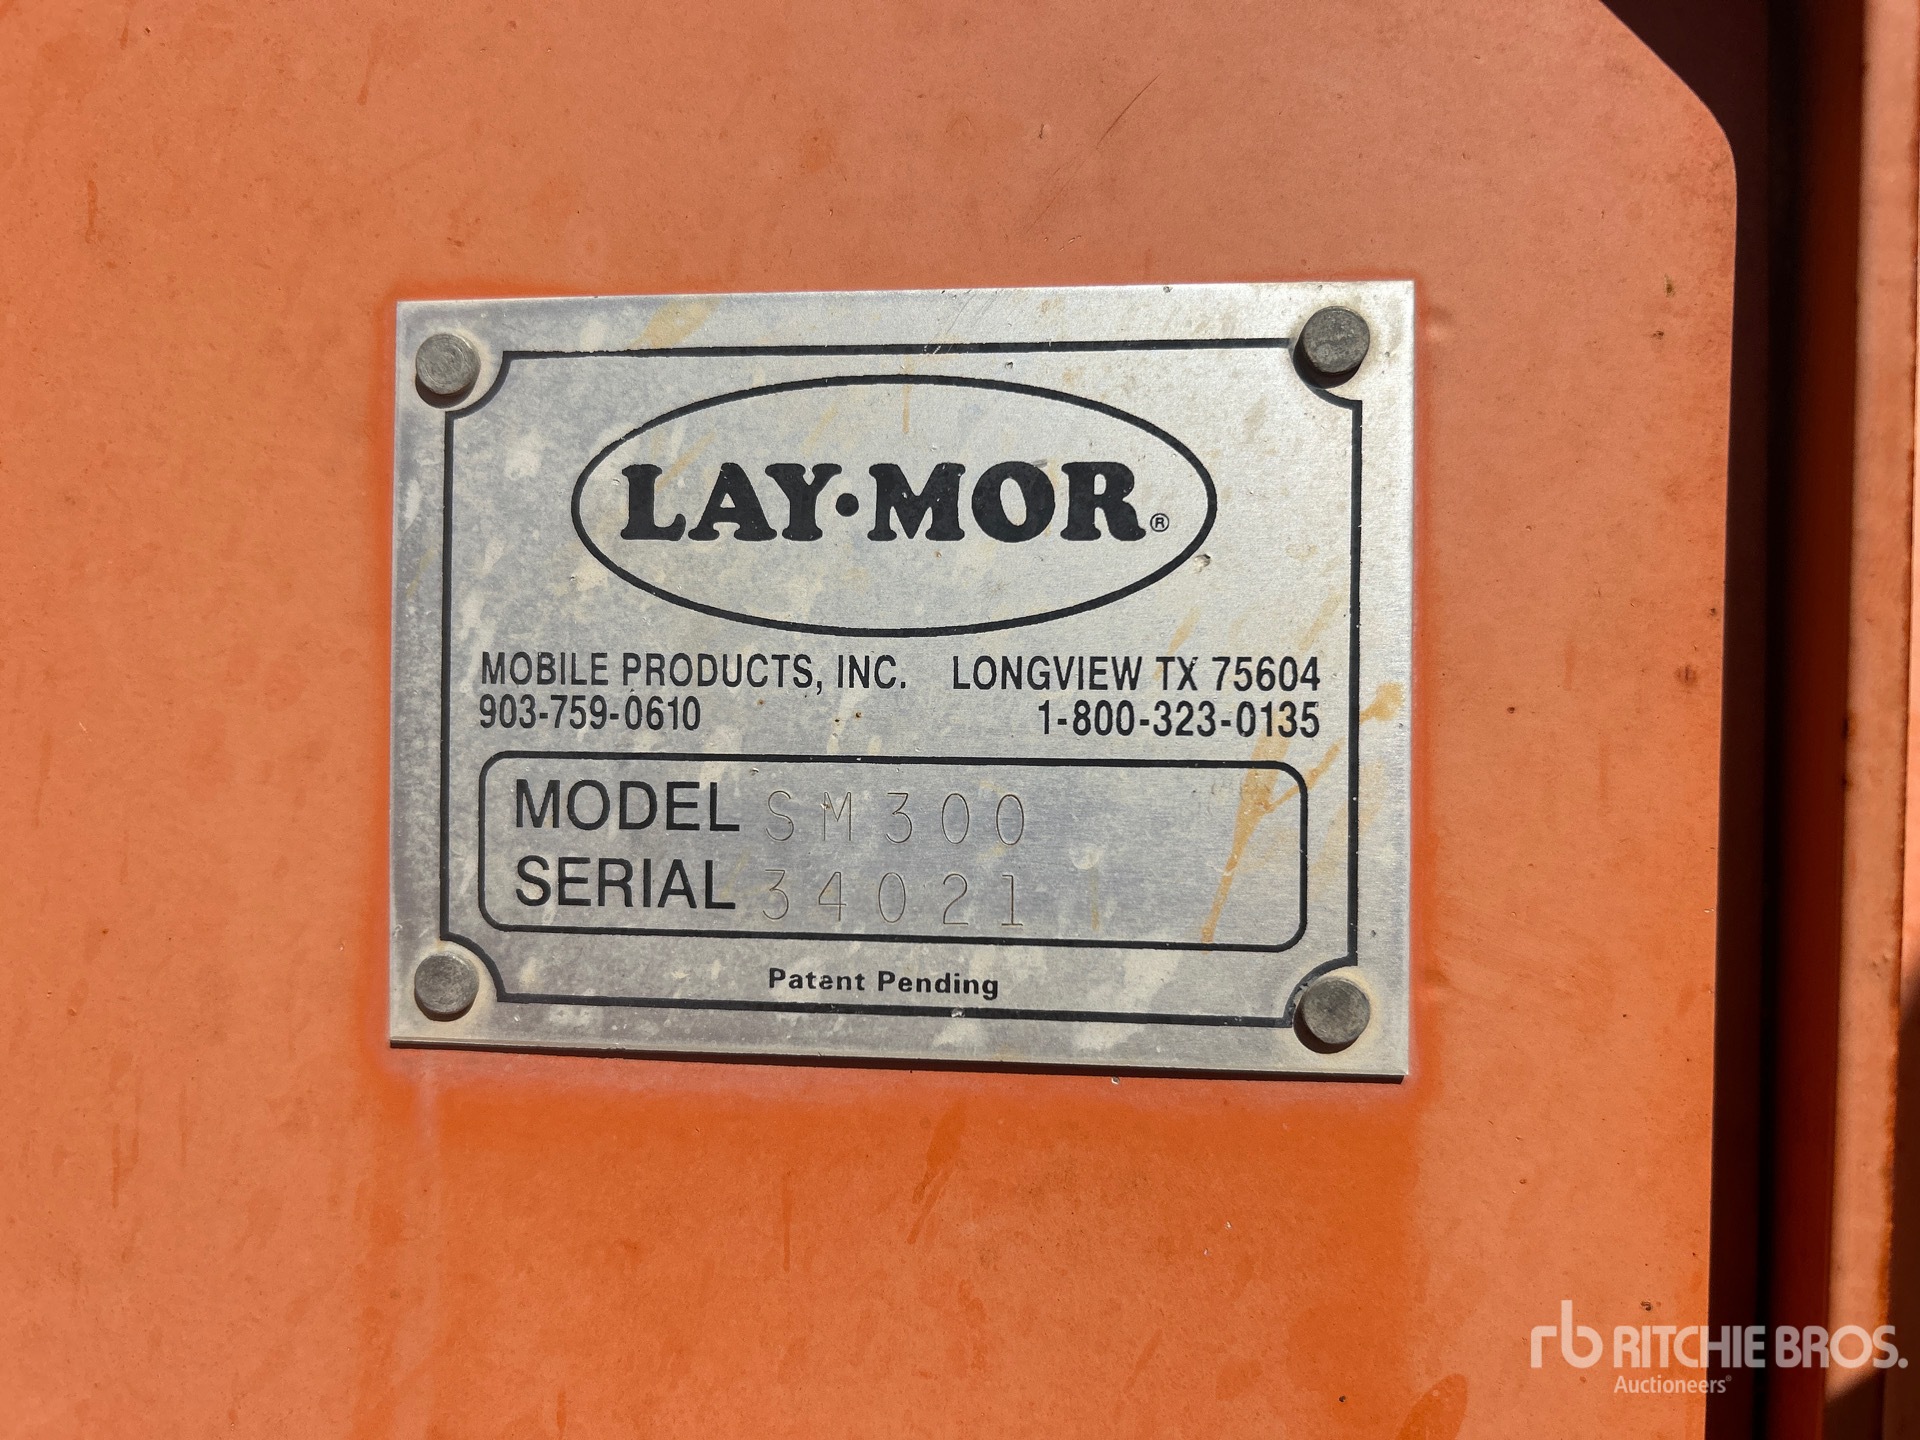 LAY·MOR®
MOBILE PRODUCTS, INC. LONGVIEW TX 75604
903-759-0610 1-800-323-0135
MODEL SM300
SERIAL 34021
Patent Pending
rb RITCHIE BROS.
Auctioneers®